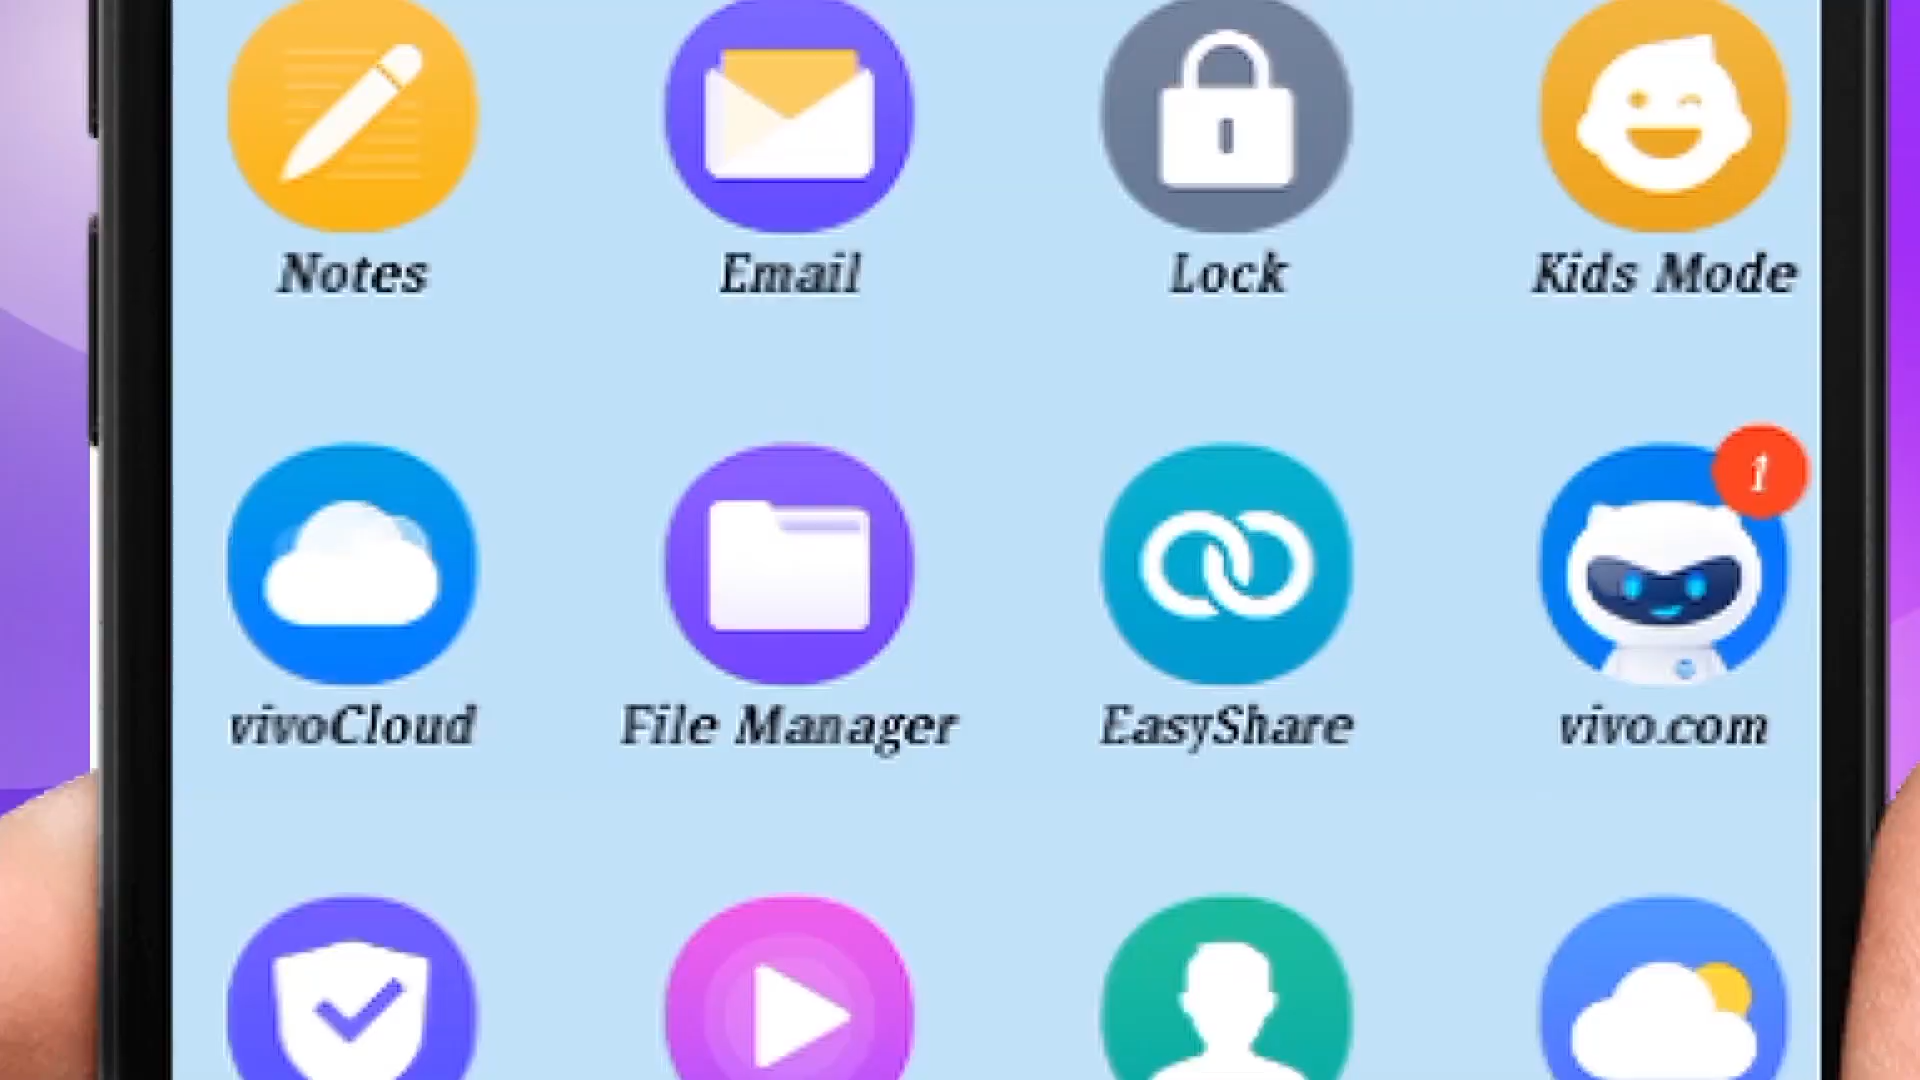 Notes
Email
Lock
Kids Mode
1
vivoCloud
File Manager
EasyShare
vivo.com